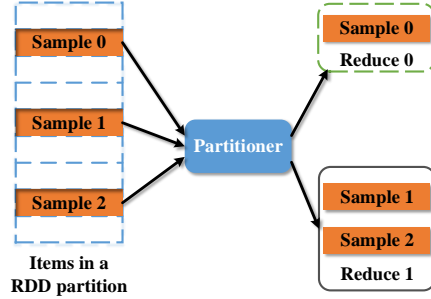 Sample 0
Sample 1
Sample 2
Items in a
RDD partition
Partitioner
Sample 0
Reduce 0
Sample 1
Sample 2
Reduce 1